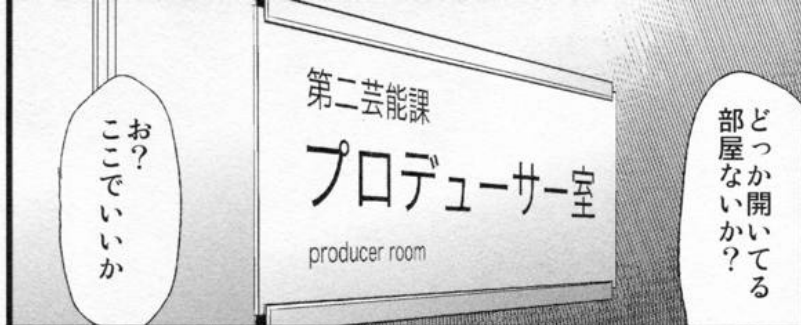 どっか開いてる
部屋ないか？
第二芸能課
プロデューサー室
producer room
お？
ここでいいか